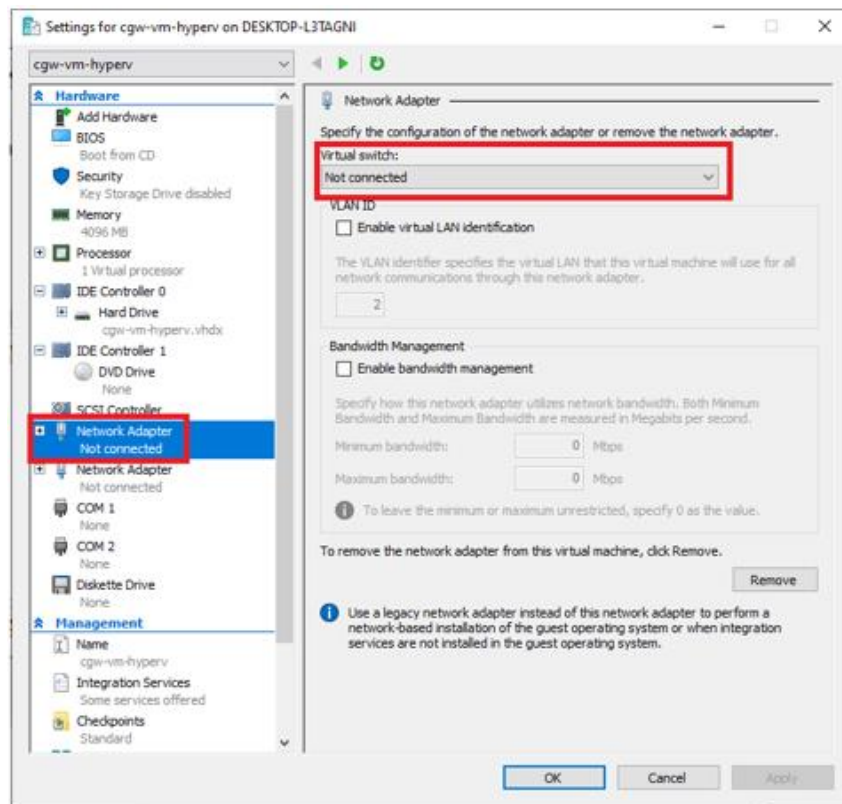 Settings for cgw-vm-hyperv on DESKTOP-L3TAGNI
cgw-vm-hyperv
Hardware
Add Hardware
BIOS
Boot from CD
Security
Key Storage Drive disabled
Memory
4096 MB
Processor
1 Virtual processor
IDE Controller 0
Hard Drive
cgw-vm-hyperv.vhdx
IDE Controller 1
DVD Drive
None
SCSI Controller
Network Adapter
Not connected
Network Adapter
Not connected
COM 1
None
COM 2
None
Diskette Drive
None
Management
Name
cgw-vm-hyperv
Integration Services
Some services offered
Checkpoints
Standard
Network Adapter
Specify the configuration of the network adapter or remove the network adapter.
Virtual switch:
Not connected
VLAN ID
Enable virtual LAN identification
The VLAN identifier specifies the virtual LAN that this virtual machine will use for all
network communications through this network adapter.
2
Bandwidth Management
Enable bandwidth management
Specify how this network adapter utilizes network bandwidth. Both Minimum
Bandwidth and Maximum Bandwidth are measured in Megabits per second.
Minimum bandwidth: 0 Mbps
Maximum bandwidth: 0 Mbps
To leave the minimum or maximum unrestricted, specify 0 as the value.
To remove the network adapter from this virtual machine, click Remove.
Remove
Use a legacy network adapter instead of this network adapter to perform a
network-based installation of the guest operating system or when integration
services are not installed in the guest operating system.
OK Cancel Apply